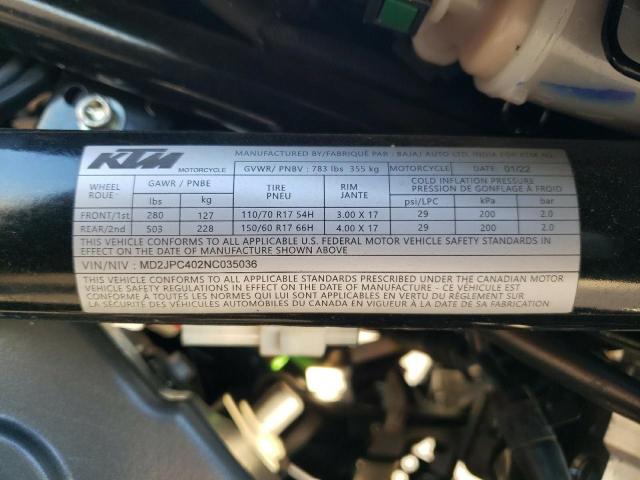 KTM MOTORCYCLE
MANUFACTURED BY/FABRIQUÉ PAR : BAJAJ AUTO LTD. INDIA FOR KTM AG
GVWR/ PNBV : 783 lbs 355 kg MOTORCYCLE DATE: 01/22
WHEEL ROUE GAWR / PNBE TIRE PNEU RIM JANTE COLD INFLATION PRESSURE
PRESSION DE GONFLAGE À FROID
lbs kg psi/LPC kPa bar
FRONT/1st 280 127 110/70 R17 54H 3.00 X 17 29 200 2.0
REAR/2nd 503 228 150/60 R17 66H 4.00 X 17 29 200 2.0
THIS VEHICLE CONFORMS TO ALL APPLICABLE U.S. FEDERAL MOTOR VEHICLE SAFETY STANDARDS IN
EFFECT ON DATE OF MANUFACTURE SHOWN ABOVE
VIN/NIV : MD2JPC402NC035036
THIS VEHICLE CONFORMS TO ALL APPLICABLE STANDARDS PRESCRIBED UNDER THE CANADIAN MOTOR
VEHICLE SAFETY REGULATIONS IN EFFECT ON THE DATE OF MANUFACTURE - CE VÉHICULE EST
CONFORME À TOUTES LES NORMES QUI LUI SONT APPLICABLES EN VERTU DU RÈGLEMENT SUR
LA SÉCURITÉ DES VÉHICULES AUTOMOBILES DU CANADA EN VIGUEUR À LA DATE DE SA FABRICATION